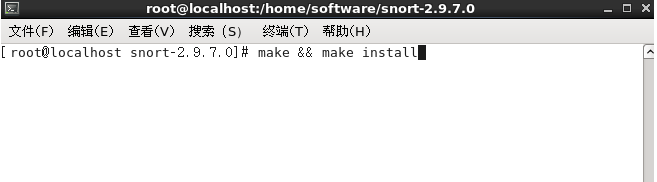 root@localhost:/home/software/snort-2.9.7.0
文件(F) 编辑(E) 查看(V) 搜索 (S) 终端(T) 帮助(H)
[root@localhost snort-2.9.7.0]# make && make install